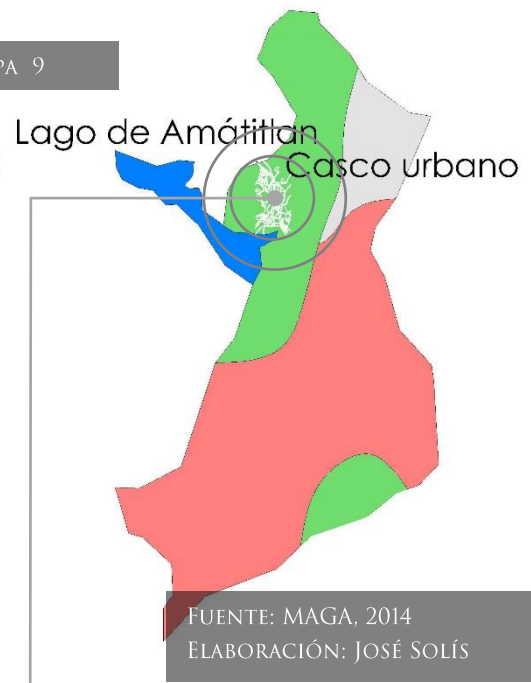 PA 9
Lago de Amátitlan
Casco urbano
FUENTE: MAGA, 2014
ELABORACIÓN: JOSÉ SOLÍS